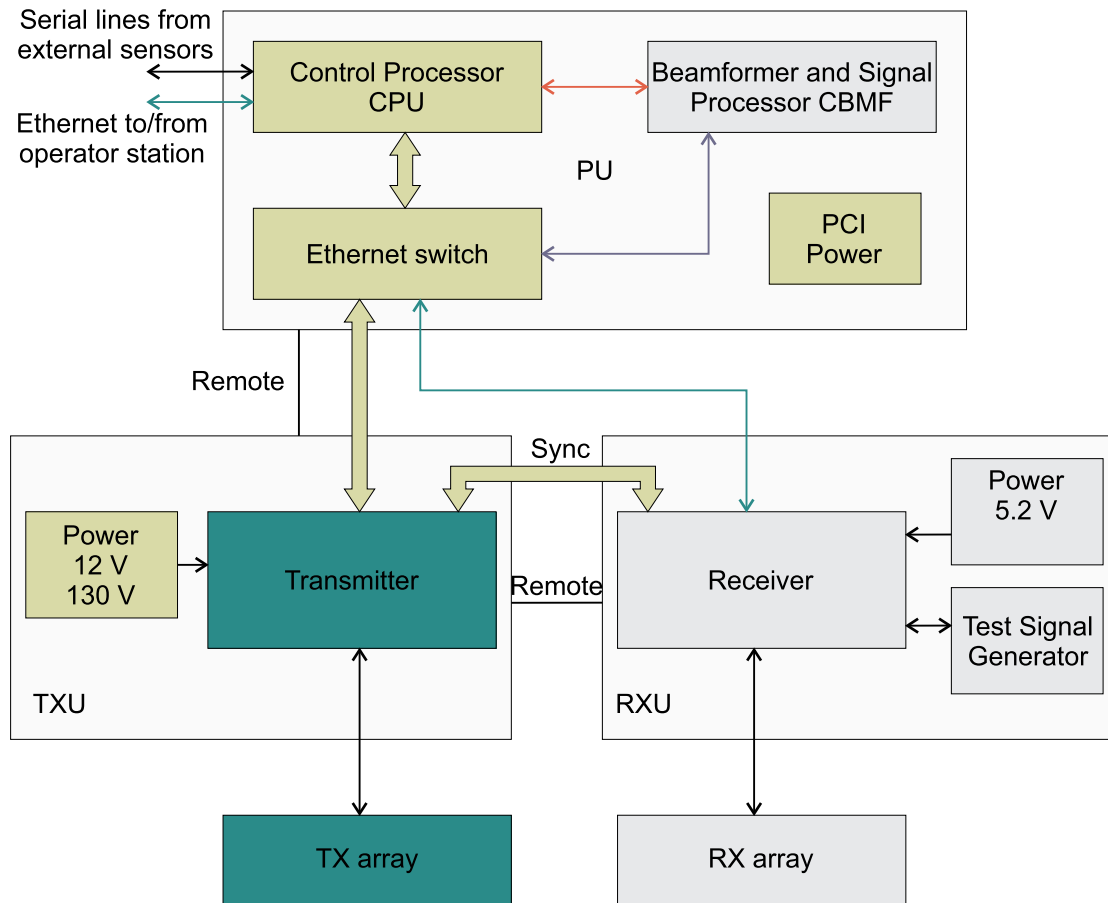 Serial lines from
external sensors
Ethernet to/from
operator station
Control Processor
CPU
Beamformer and Signal
Processor CBMF
PU
Ethernet switch
PCI
Power
Remote
Sync
Power
12 V
130 V
Transmitter
Remote
Receiver
Power
5.2 V
Test Signal
Generator
TXU
RXU
TX array
RX array